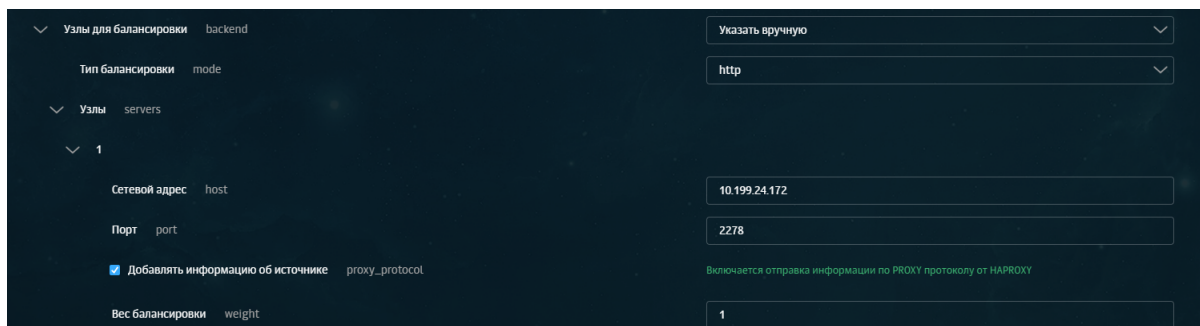 Узлы для балансировки backend Указать вручную
Тип балансировки mode http
Узлы servers
1
Сетевой адрес host 10.199.24.172
Порт port 2278
Добавлять информацию об источнике proxy_protocol Включается отправка информации по PROXY протоколу от HAPROXY
Вес балансировки weight 1